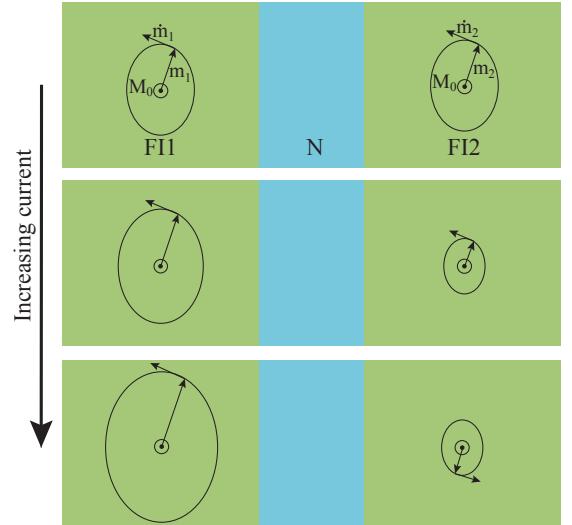 ṁ₁
m₁
M₀
FI1
N
ṁ₂
m₂
M₀
FI2
Increasing current